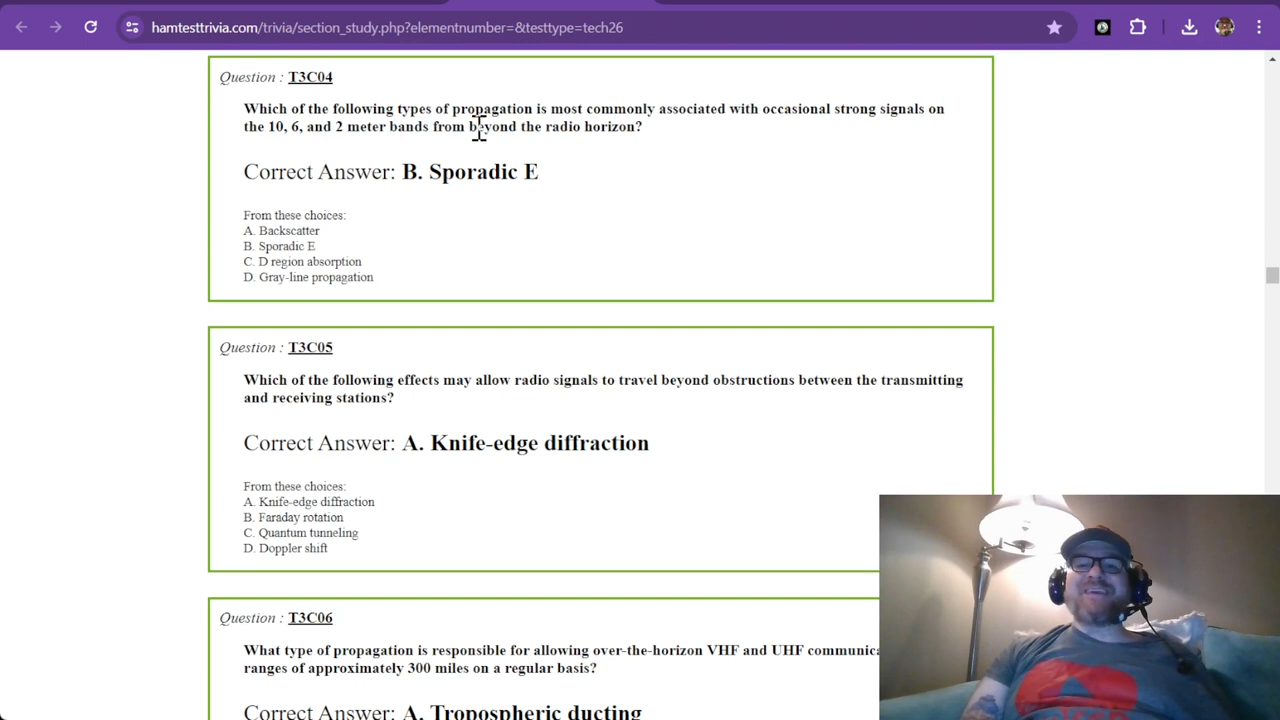 hamtesttrivia.com/trivia/section_study.php?elementnumber=&testtype=tech26
Question : T3C04
Which of the following types of propagation is most commonly associated with occasional strong signals on
the 10, 6, and 2 meter bands from beyond the radio horizon?
Correct Answer: B. Sporadic E
From these choices:
A. Backscatter
B. Sporadic E
C. D region absorption
D. Gray-line propagation
Question : T3C05
Which of the following effects may allow radio signals to travel beyond obstructions between the transmitting
and receiving stations?
Correct Answer: A. Knife-edge diffraction
From these choices:
A. Knife-edge diffraction
B. Faraday rotation
C. Quantum tunneling
D. Doppler shift
Question : T3C06
What type of propagation is responsible for allowing over-the-horizon VHF and UHF communica
ranges of approximately 300 miles on a regular basis?
Correct Answer: A. Tropospheric ducting